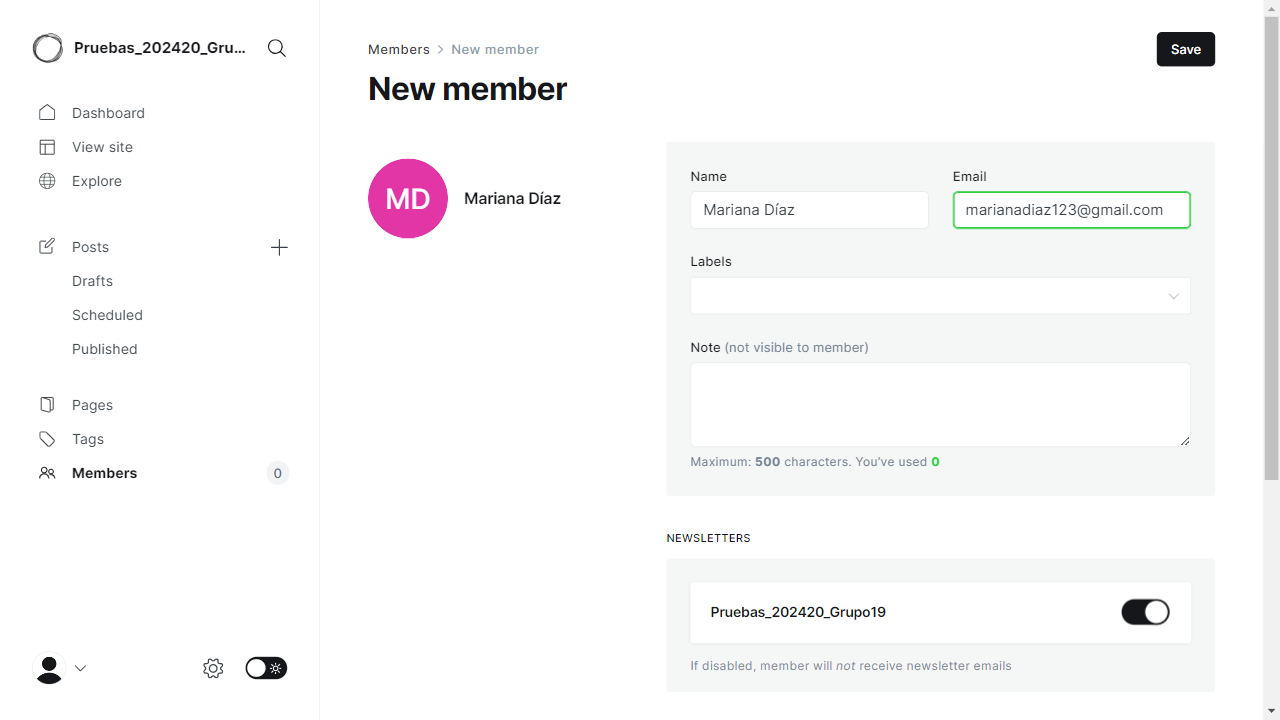 Pruebas_202420_Gru...
Dashboard
View site
Explore
Posts
Drafts
Scheduled
Published
Pages
Tags
Members 0
Members > New member
Save
New member
MD
Mariana Díaz
Name
Mariana Díaz
Email
marianadiaz123@gmail.com
Labels
Note (not visible to member)
Maximum: 500 characters. You've used 0
NEWSLETTERS
Pruebas_202420_Grupo19
If disabled, member will not receive newsletter emails